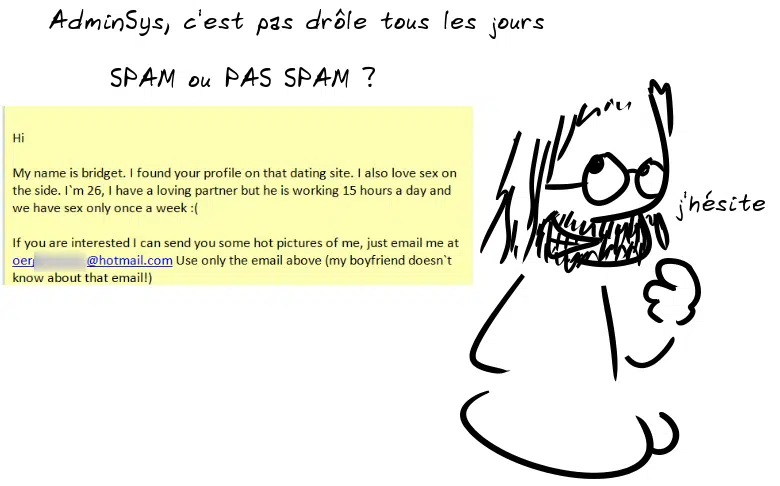 AdminSys, c'est pas drôle tous les jours
SPAM ou PAS SPAM ?
Hi
My name is bridget. I found your profile on that dating site. I also love sex on
the side. I`m 26, I have a loving partner but he is working 15 hours a day and
we have sex only once a week :(
If you are interested I can send you some hot pictures of me, just email me at
@hotmail.com Use only the email above (my boyfriend doesn`t
know about that email!)
j'hésite